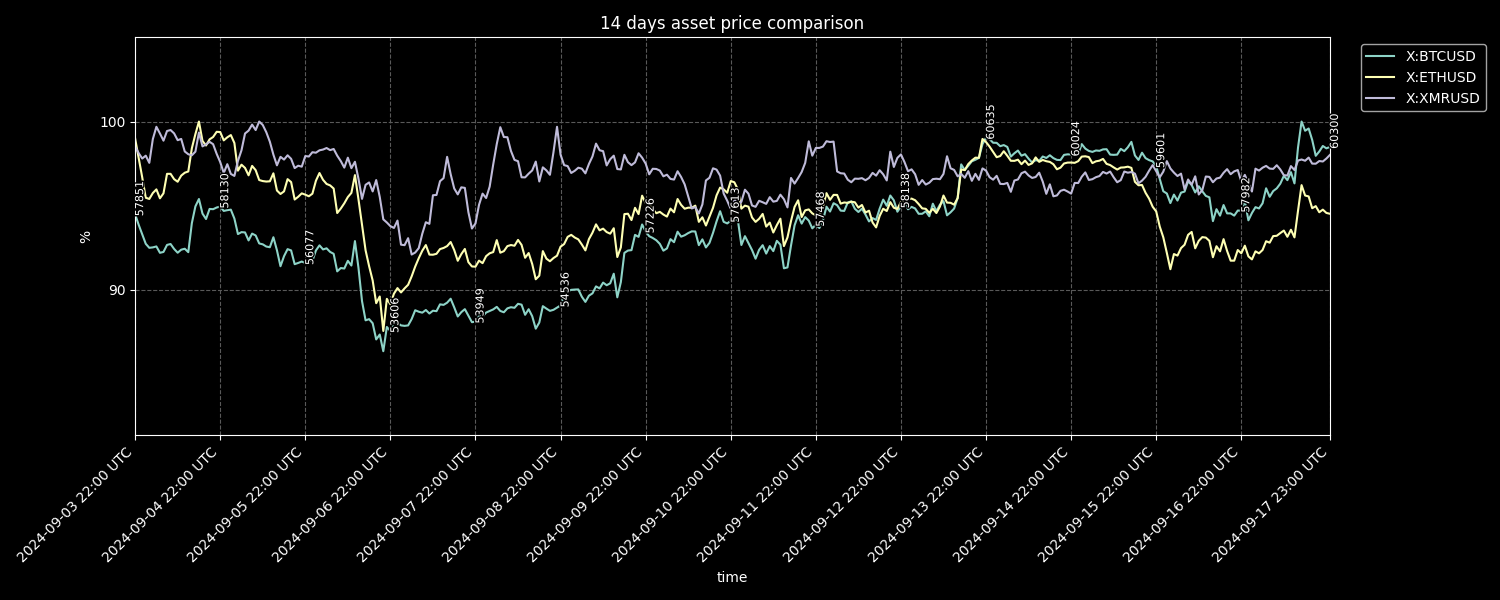 14 days asset price comparison
X:BTCUSD
X:ETHUSD
X:XMRUSD
100
90
%
57851
58130
56077
53606
53949
54536
57226
57613
57468
58138
60635
60024
59601
57982
60300
2024-09-03 22:00 UTC
2024-09-04 22:00 UTC
2024-09-05 22:00 UTC
2024-09-06 22:00 UTC
2024-09-07 22:00 UTC
2024-09-08 22:00 UTC
2024-09-09 22:00 UTC
2024-09-10 22:00 UTC
2024-09-11 22:00 UTC
2024-09-12 22:00 UTC
2024-09-13 22:00 UTC
2024-09-14 22:00 UTC
2024-09-15 22:00 UTC
2024-09-16 22:00 UTC
2024-09-17 23:00 UTC
time